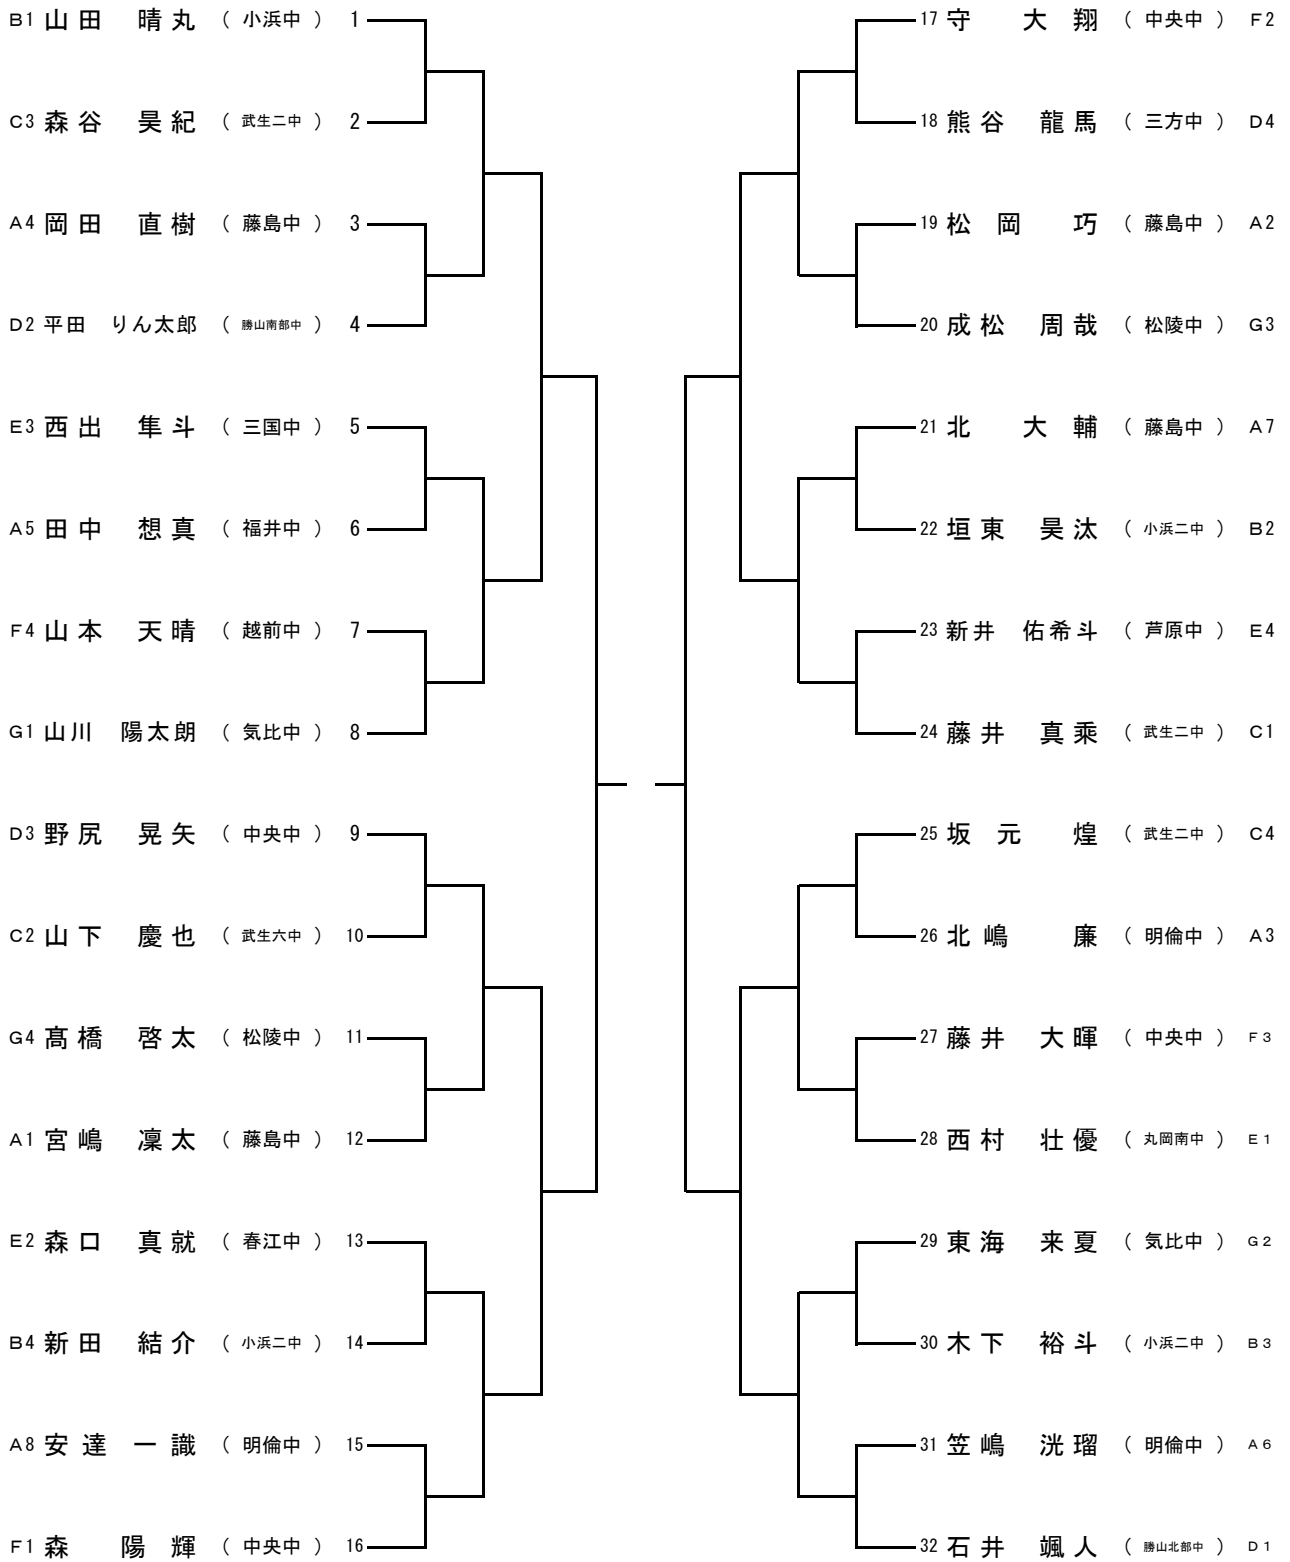 B1 山田 晴丸 （ 小浜中 ） 1
C3 森谷 昊紀 （ 武生二中 ） 2
A4 岡田 直樹 （ 藤島中 ） 3
D2 平田 りん太郎 （ 勝山南部中 ） 4
E3 西出 隼斗 （ 三国中 ） 5
A5 田中 想真 （ 福井中 ） 6
F4 山本 天晴 （ 越前中 ） 7
G1 山川 陽太朗 （ 気比中 ） 8
D3 野尻 晃矢 （ 中央中 ） 9
C2 山下 慶也 （ 武生六中 ） 10
G4 髙橋 啓太 （ 松陵中 ） 11
A1 宮嶋 凜太 （ 藤島中 ） 12
E2 森口 真就 （ 春江中 ） 13
B4 新田 結介 （ 小浜二中 ） 14
A8 安達 一識 （ 明倫中 ） 15
F1 森 陽輝 （ 中央中 ） 16
17 守 大翔 （ 中央中 ） F2
18 熊谷 龍馬 （ 三方中 ） D4
19 松岡 巧 （ 藤島中 ） A2
20 成松 周哉 （ 松陵中 ） G3
21 北 大輔 （ 藤島中 ） A7
22 垣東 昊汰 （ 小浜二中 ） B2
23 新井 佑希斗 （ 芦原中 ） E4
24 藤井 真乘 （ 武生二中 ） C1
25 坂元 煌 （ 武生二中 ） C4
26 北嶋 廉 （ 明倫中 ） A3
27 藤井 大暉 （ 中央中 ） F3
28 西村 壮優 （ 丸岡南中 ） E1
29 東海 来夏 （ 気比中 ） G2
30 木下 裕斗 （ 小浜二中 ） B3
31 笠嶋 洸瑠 （ 明倫中 ） A6
32 石井 颯人 （ 勝山北部中 ） D1